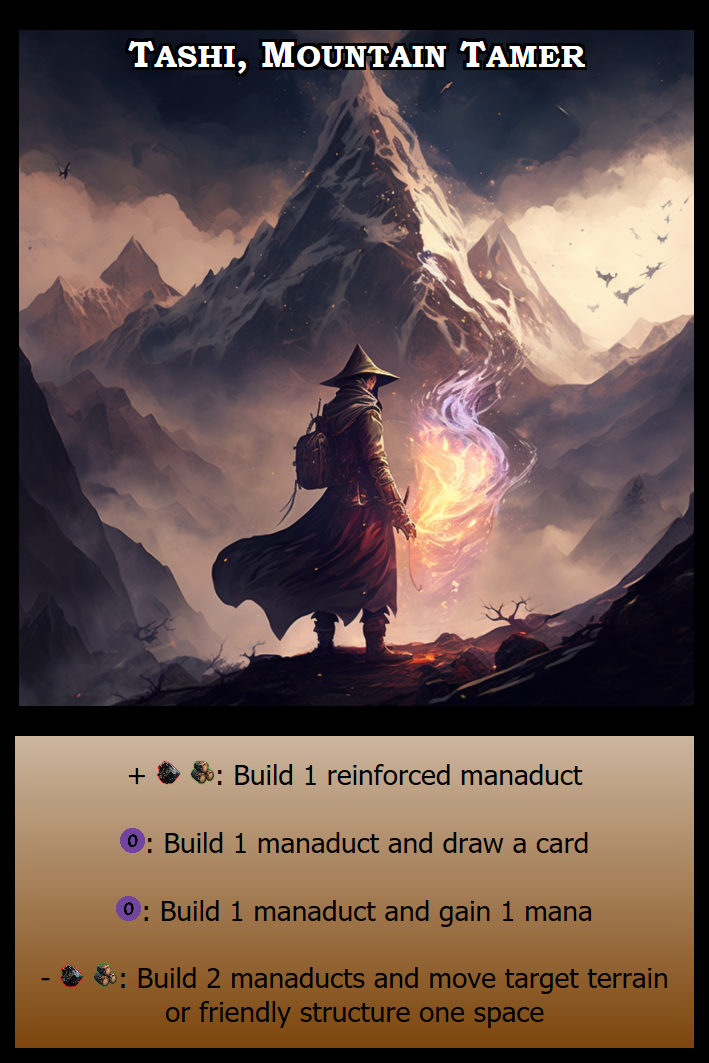 Tashi, Mountain Tamer
+ : Build 1 reinforced manaduct
0: Build 1 manaduct and draw a card
0: Build 1 manaduct and gain 1 mana
- : Build 2 manaducts and move target terrain
or friendly structure one space